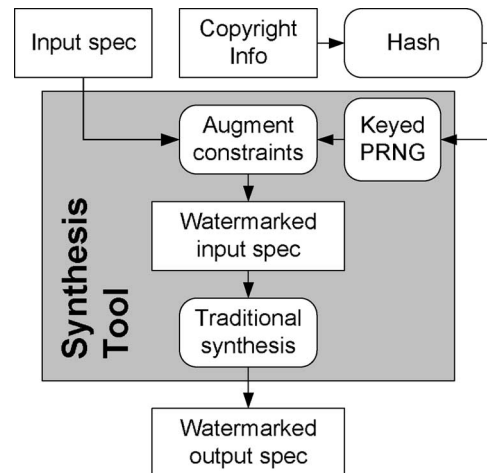 Input spec
Copyright
Info
Hash
Augment
constraints
Keyed
PRNG
Watermarked
input spec
Synthesis
Tool
Traditional
synthesis
Watermarked
output spec